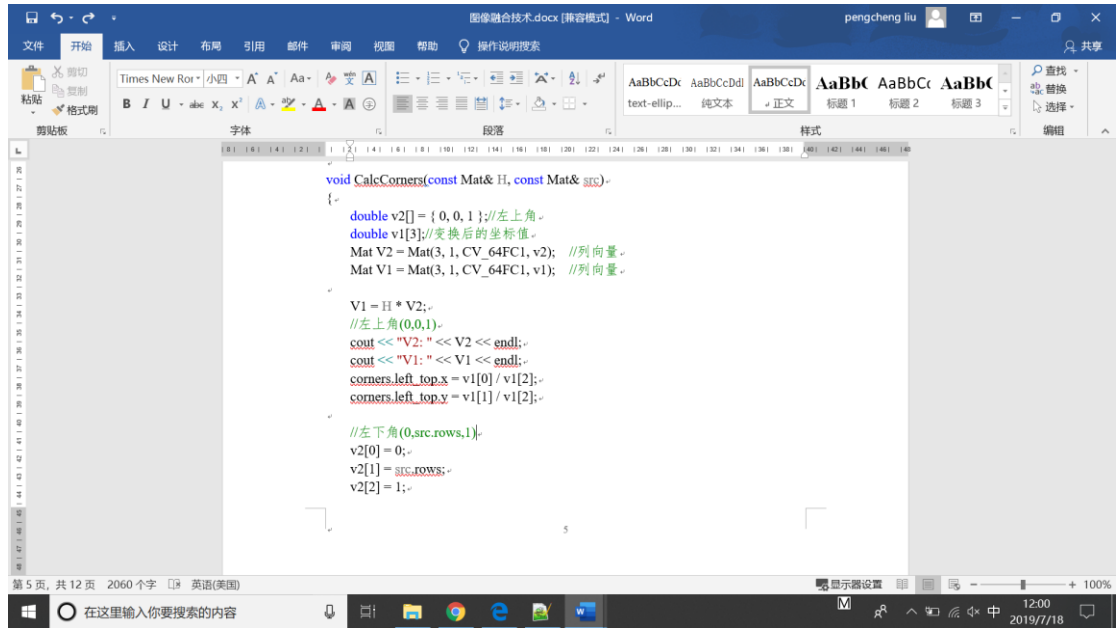 图像融合技术.docx [兼容模式] - Word
pengcheng liu
文件 开始 插入 设计 布局 引用 邮件 审阅 视图 帮助 操作说明搜索 共享
粘贴 剪切 复制 格式刷
Times New Ror 小四 A A Aa
B I U abc X₂ X² A A A
AaBbCcDc AaBbCcDdl AaBbCcDc AaBb( AaBbC( AaBb(
text-ellip... 纯文本 正文 标题 1 标题 2 标题 3
查找 替换 选择
剪贴板 字体 段落 样式 编辑
void CalcCorners(const Mat& H, const Mat& src)
{
double v2[] = { 0, 0, 1 };//左上角
double v1[3];//变换后的坐标值
Mat V2 = Mat(3, 1, CV_64FC1, v2); //列向量
Mat V1 = Mat(3, 1, CV_64FC1, v1); //列向量
V1 = H * V2;
//左上角(0,0,1)
cout << "V2: " << V2 << endl;
cout << "V1: " << V1 << endl;
corners.left_top.x = v1[0] / v1[2];
corners.left_top.y = v1[1] / v1[2];
//左下角(0,src.rows,1)
v2[0] = 0;
v2[1] = src.rows;
v2[2] = 1;
5
第 5 页，共 12 页 2060 个字 英语(美国) 显示器设置 100%
在这里输入你要搜索的内容
中
12:00
2019/7/18